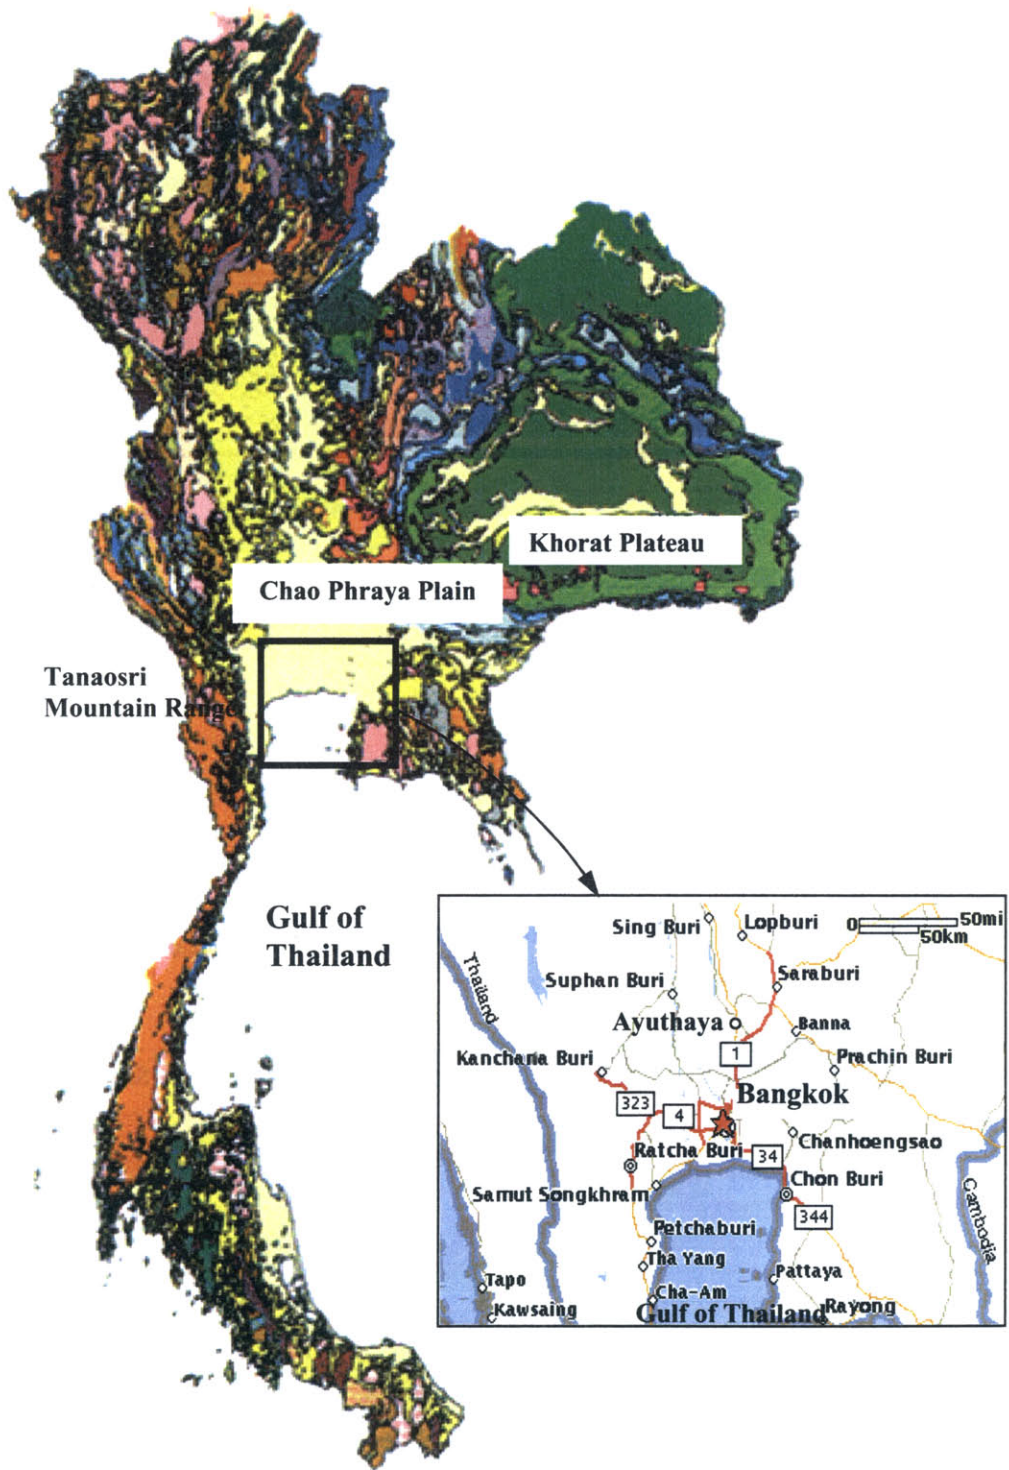 Khorat Plateau
Chao Phraya Plain
Tanaosri
Mountain Range
Gulf of
Thailand
0 50mi
50km
Sing Buri
Lopburi
Thailand
Suphan Buri
Saraburi
Ayuthaya
Banna
1
Kanchana Buri
Prachin Buri
323
4
Bangkok
Chanhoengsao
Ratcha Buri
34
Chon Buri
Samut Songkhram
344
Cambodia
Petchaburi
Tha Yang
Pattaya
Tapo
Cha-Am
Kawsaing
Gulf of Thailand
Rayong